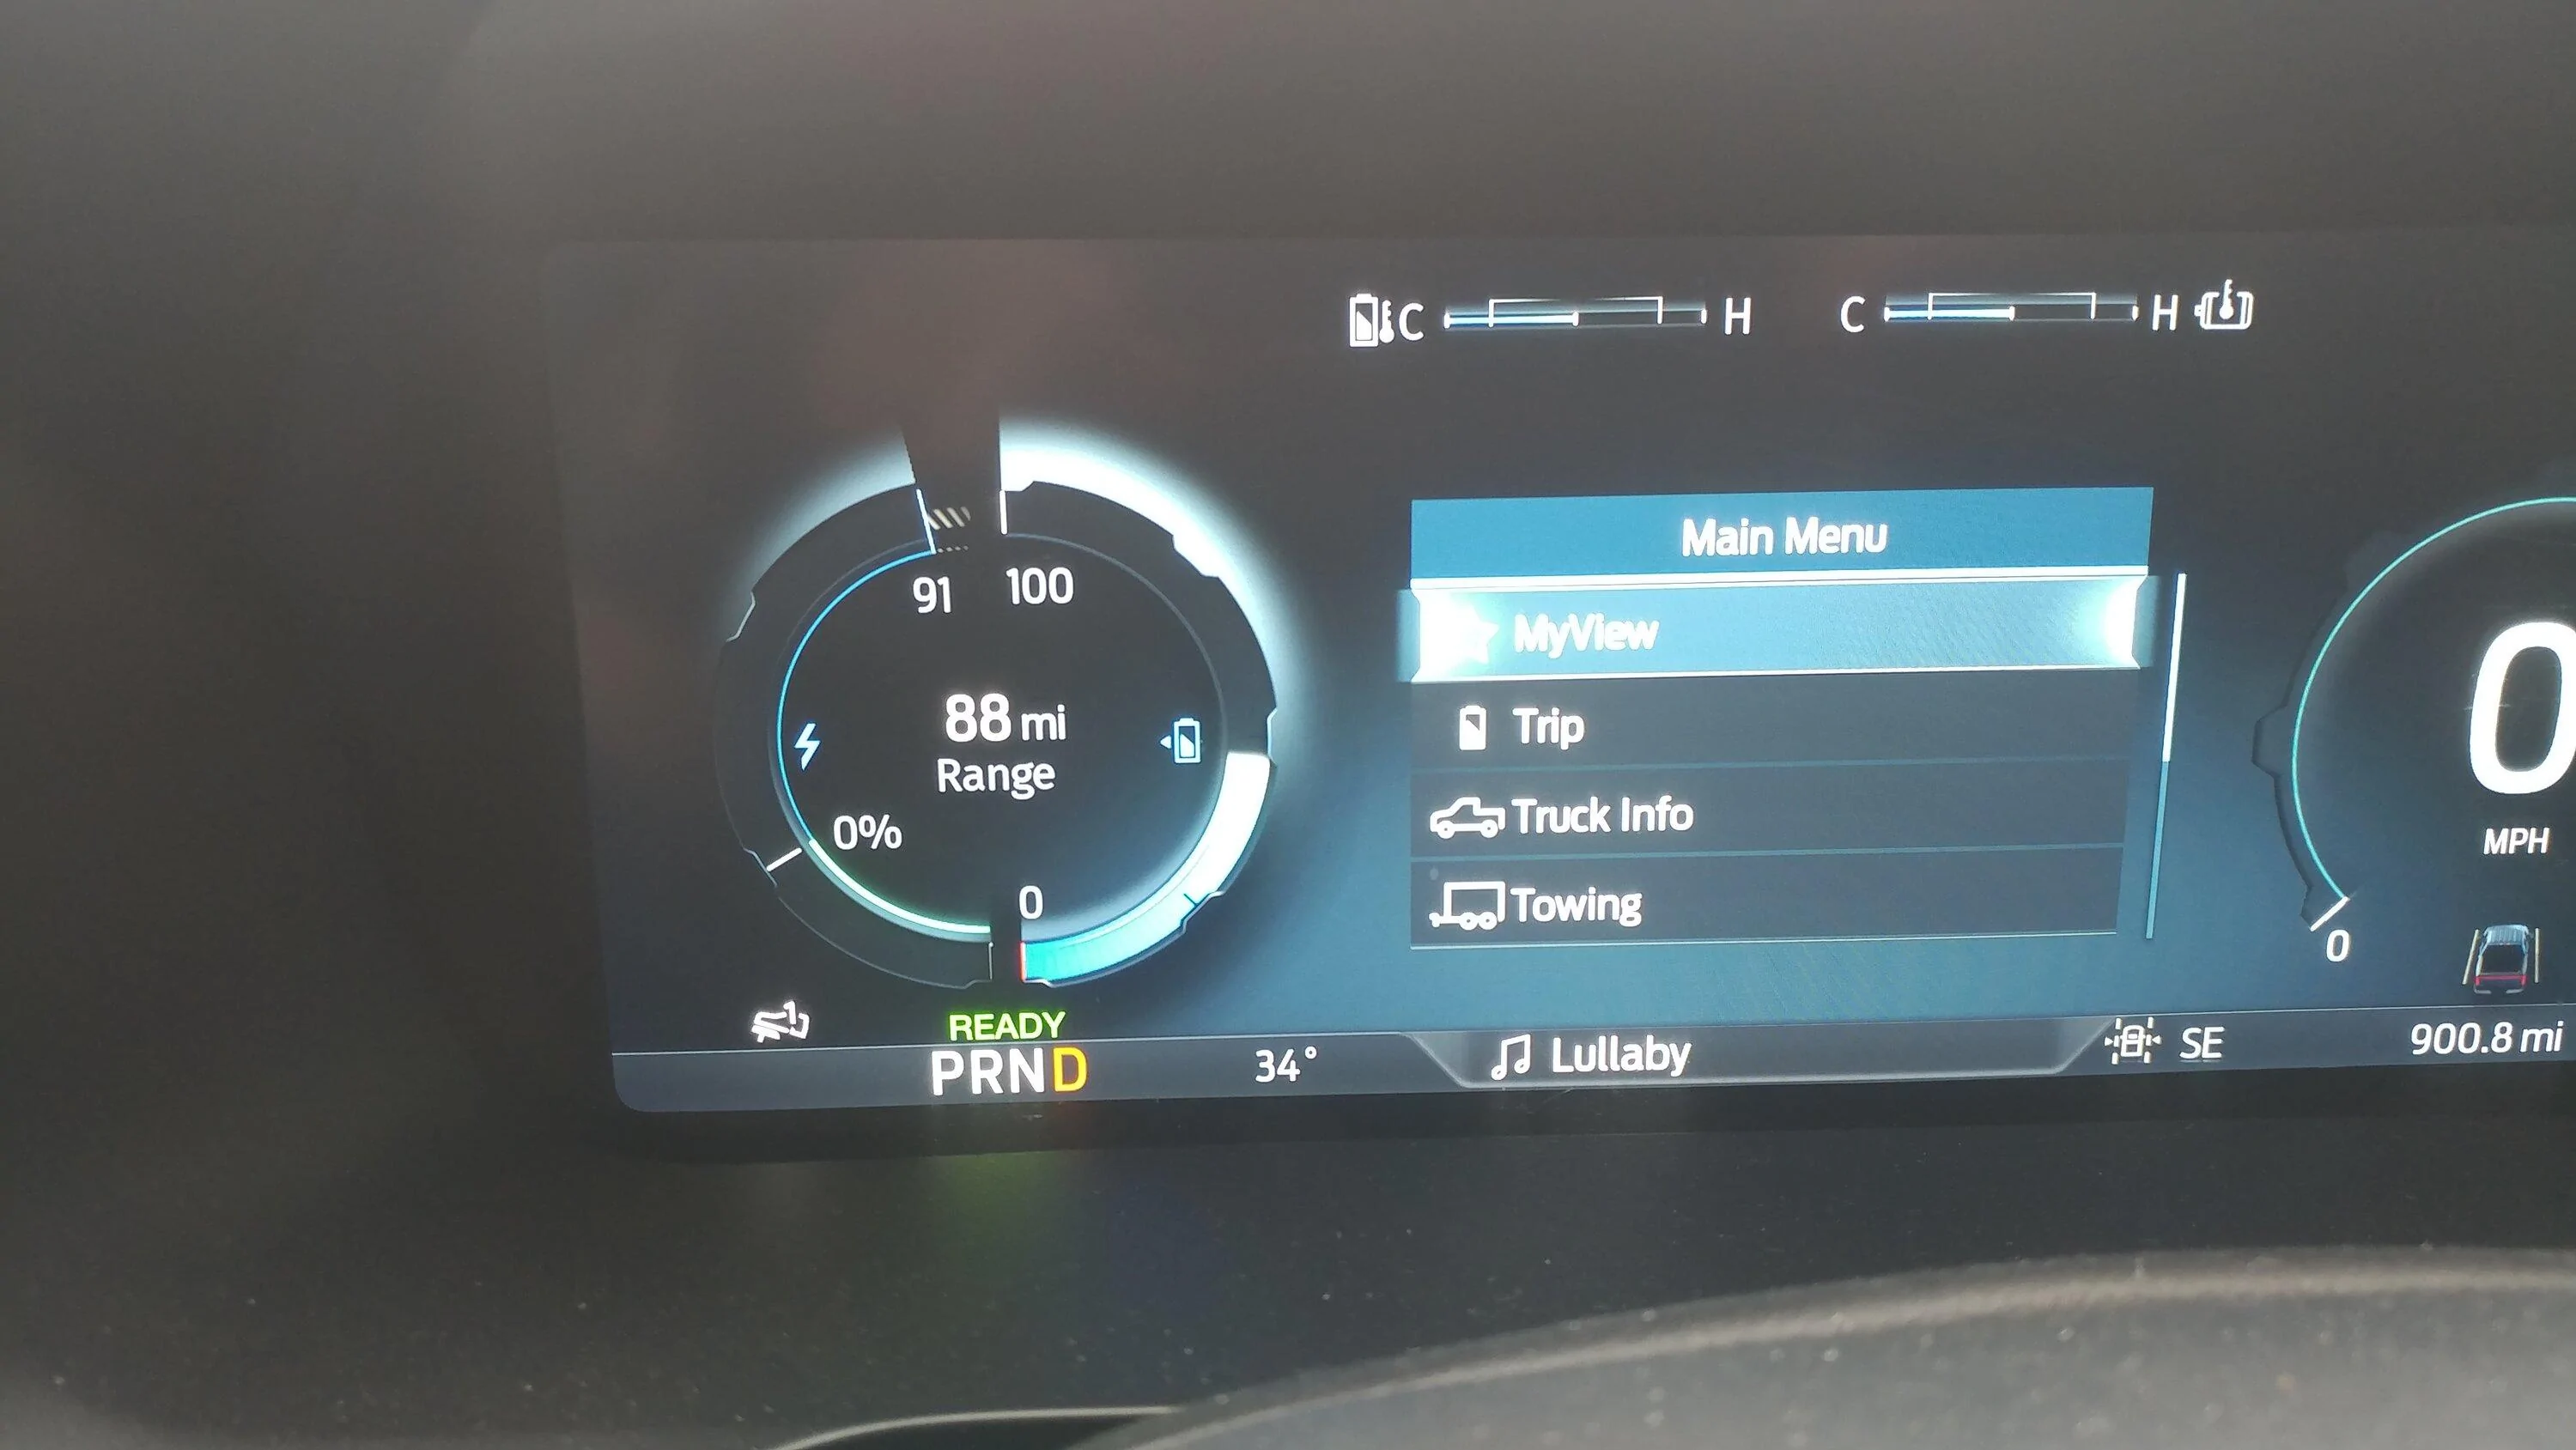 C H C H
91 100
88 mi
Range
0%
0
READY
PRND
34°
Main Menu
MyView
Trip
Truck Info
Towing
Lullaby
0
MPH
0
SE
900.8 mi